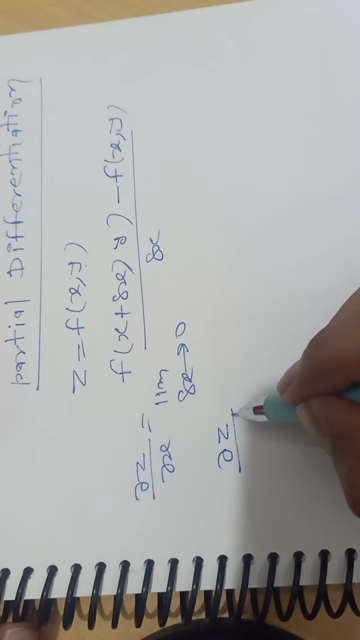 partial Differentiation
z = f(x,y)
∂z/∂x = lim δx→0 f(x+δx, y) - f(x,y) / δx
∂z